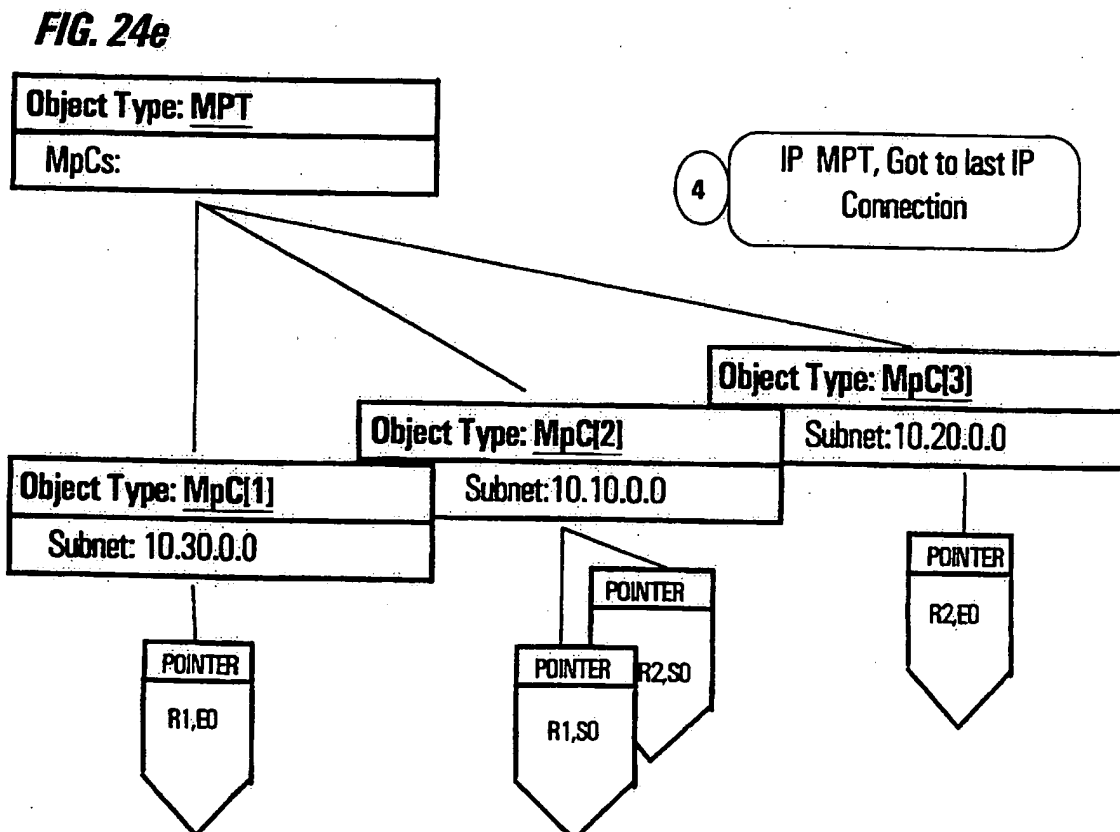 FIG. 24e
Object Type: MPT
MpCs:
4
IP MPT, Got to last IP
Connection
Object Type: MpC[3]
Subnet:10.20.0.0
Object Type: MpC[2]
Subnet:10.10.0.0
Object Type: MpC[1]
Subnet: 10.30.0.0
POINTER
R2,E0
POINTER
R2,S0
POINTER
R1,S0
POINTER
R1,E0